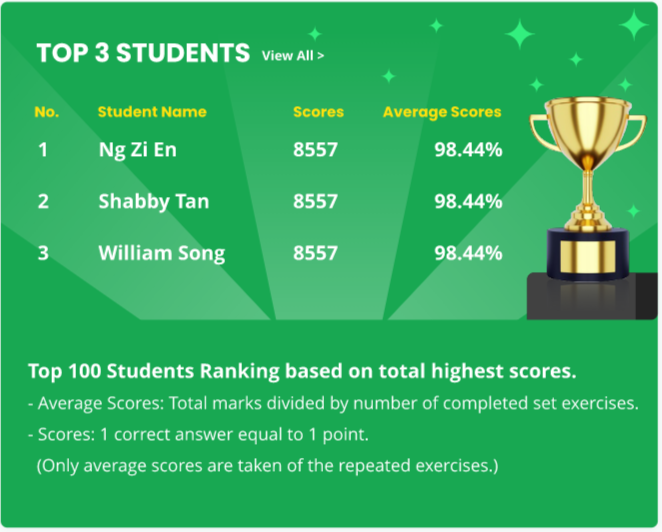 TOP 3 STUDENTS View All >
No. Student Name Scores Average Scores
1 Ng Zi En 8557 98.44%
2 Shabby Tan 8557 98.44%
3 William Song 8557 98.44%
Top 100 Students Ranking based on total highest scores.
- Average Scores: Total marks divided by number of completed set exercises.
- Scores: 1 correct answer equal to 1 point.
(Only average scores are taken of the repeated exercises.)